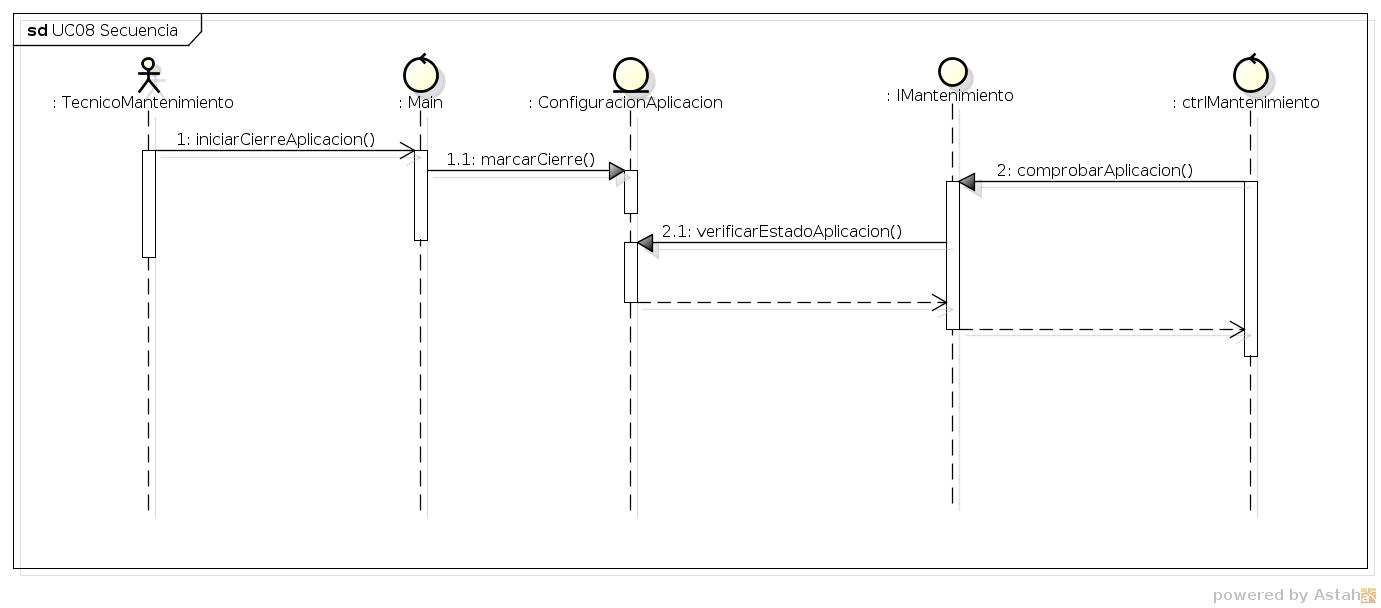 sd UC08 Secuencia
: TecnicoMantenimiento
: Main
: ConfiguracionAplicacion
: IMantenimiento
: ctrlMantenimiento
1: iniciarCierreAplicacion()
1.1: marcarCierre()
2: comprobarAplicacion()
2.1: verificarEstadoAplicacion()
powered by Astah